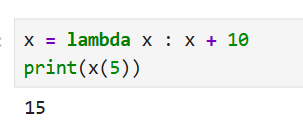 x = lambda x : x + 10
print(x(5))
15